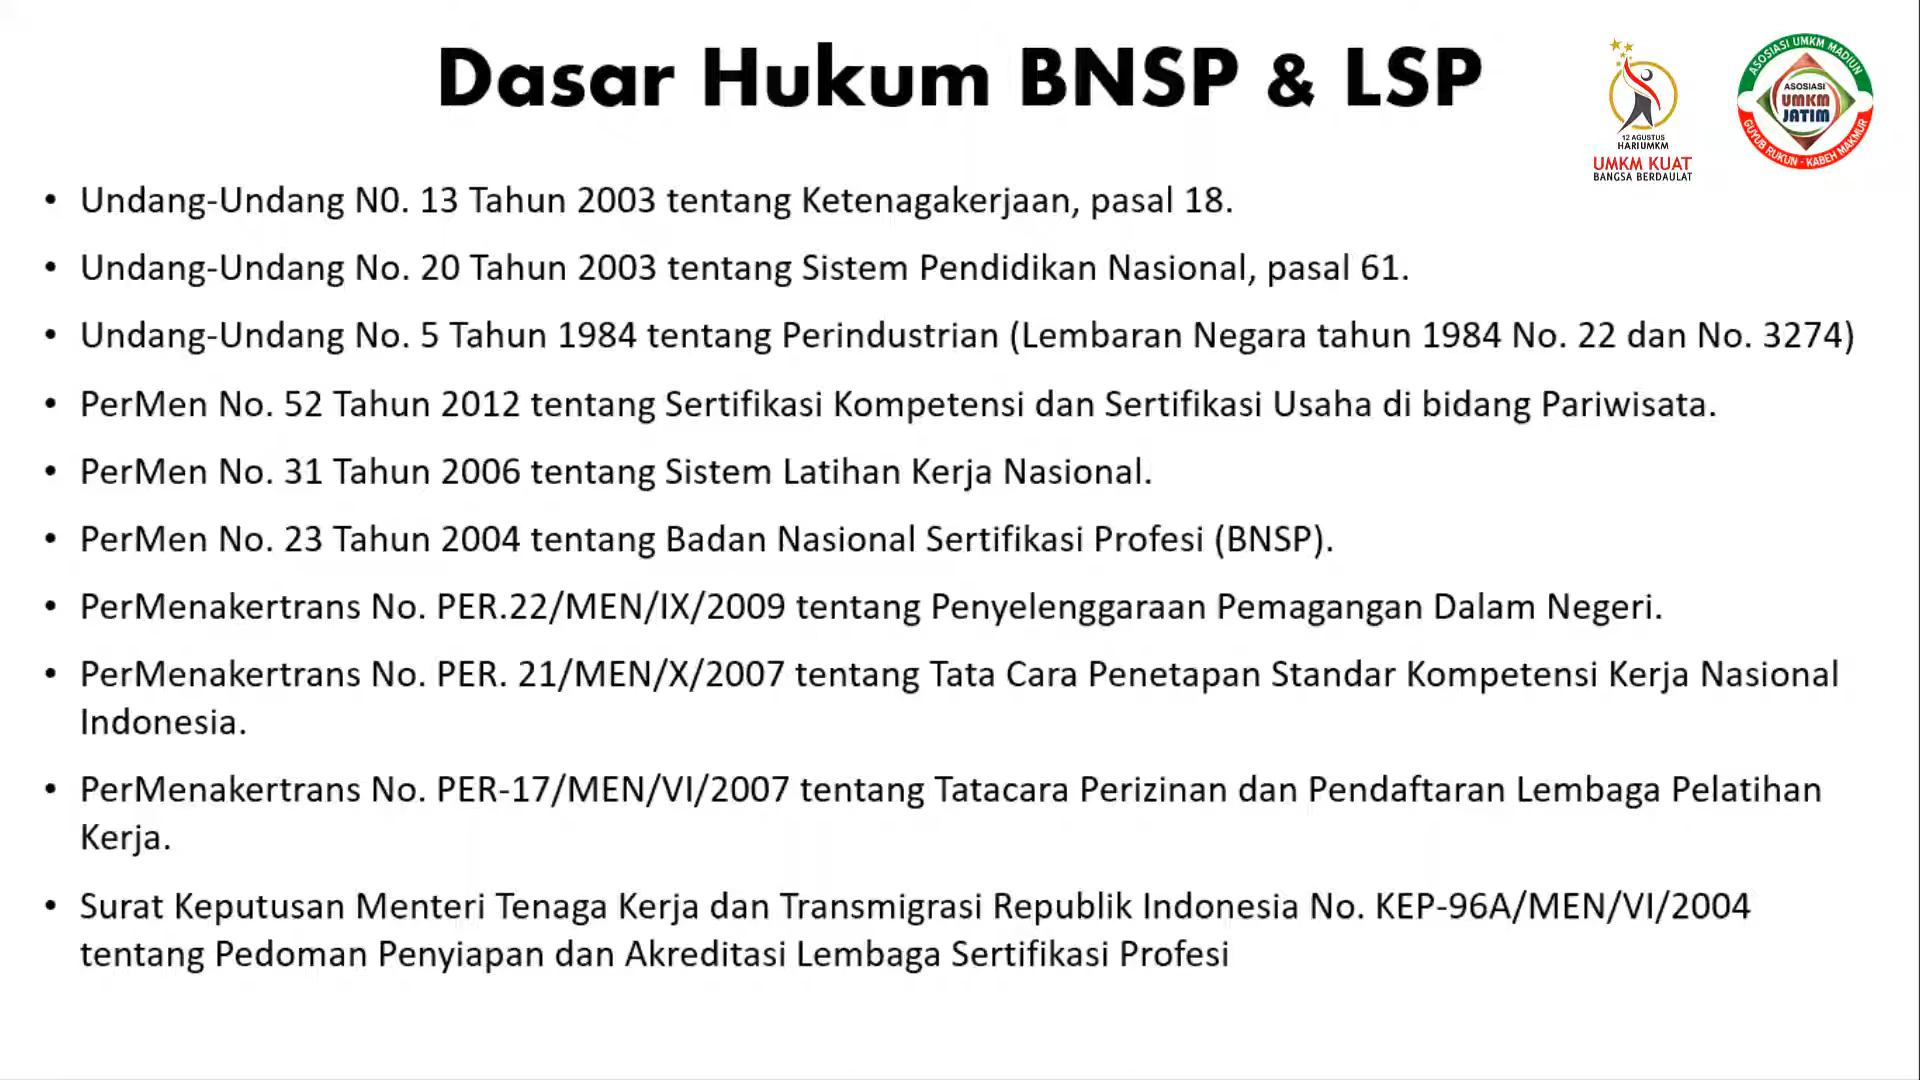 Dasar Hukum BNSP & LSP
12 AGUSTUS
HARI UMKM
UMKM KUAT
BANGSA BERDAULAT
ASOSIASI UMKM MADIUN
ASOSIASI
UMKM
JATIM
GUYUB RUKUN - KABEH MAKMUR
• Undang-Undang N0. 13 Tahun 2003 tentang Ketenagakerjaan, pasal 18.
• Undang-Undang No. 20 Tahun 2003 tentang Sistem Pendidikan Nasional, pasal 61.
• Undang-Undang No. 5 Tahun 1984 tentang Perindustrian (Lembaran Negara tahun 1984 No. 22 dan No. 3274)
• PerMen No. 52 Tahun 2012 tentang Sertifikasi Kompetensi dan Sertifikasi Usaha di bidang Pariwisata.
• PerMen No. 31 Tahun 2006 tentang Sistem Latihan Kerja Nasional.
• PerMen No. 23 Tahun 2004 tentang Badan Nasional Sertifikasi Profesi (BNSP).
• PerMenakertrans No. PER.22/MEN/IX/2009 tentang Penyelenggaraan Pemagangan Dalam Negeri.
• PerMenakertrans No. PER. 21/MEN/X/2007 tentang Tata Cara Penetapan Standar Kompetensi Kerja Nasional
Indonesia.
• PerMenakertrans No. PER-17/MEN/VI/2007 tentang Tatacara Perizinan dan Pendaftaran Lembaga Pelatihan
Kerja.
• Surat Keputusan Menteri Tenaga Kerja dan Transmigrasi Republik Indonesia No. KEP-96A/MEN/VI/2004
tentang Pedoman Penyiapan dan Akreditasi Lembaga Sertifikasi Profesi